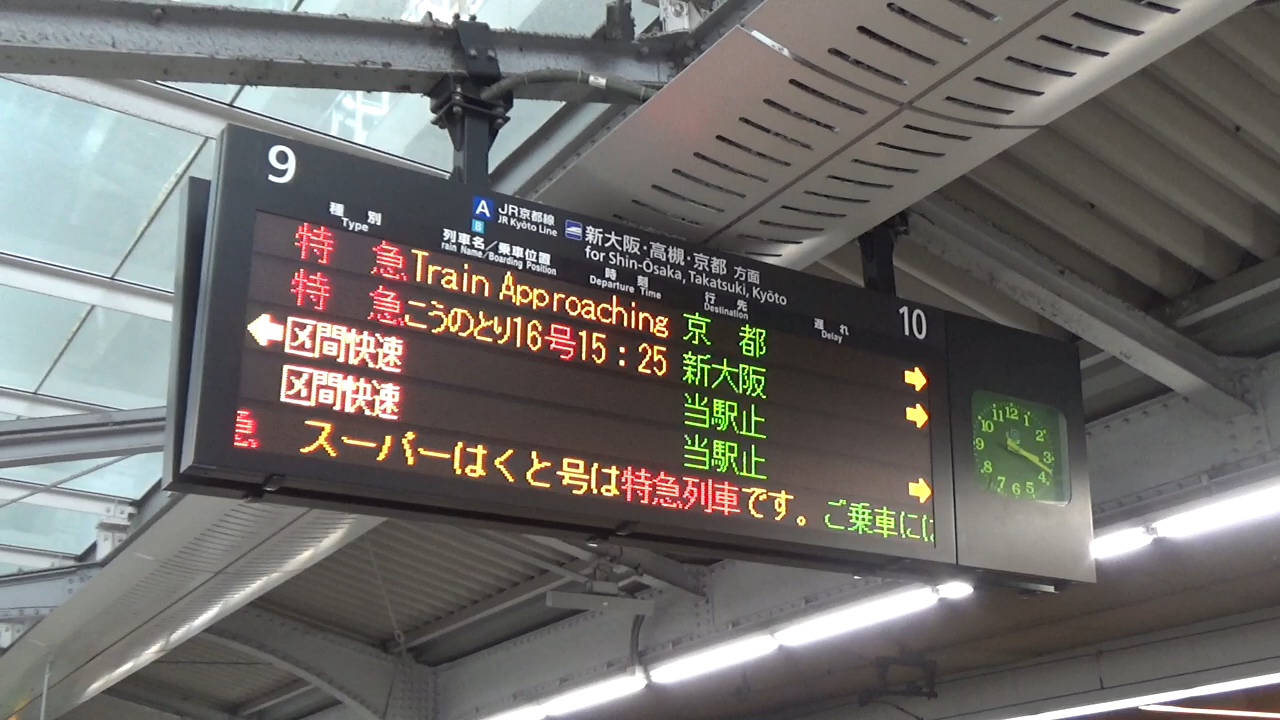 9
A JR京都線
B JR Kyōto Line
新大阪・高槻・京都 方面
for Shin-Ōsaka, Takatsuki, Kyōto
10
種別
Type
列車名/乗車位置
rain Name/Boarding Position
時刻
Departure Time
行先
Destination
遅れ
Delay
特急 Train Approaching 京都
特急 こうのとり16号 15:25 新大阪
区間快速 当駅止
区間快速 当駅止
急 スーパーはくと号は特急列車です。ご乗車に
11 12 1
10 2
9 3
8 4
7 6 5